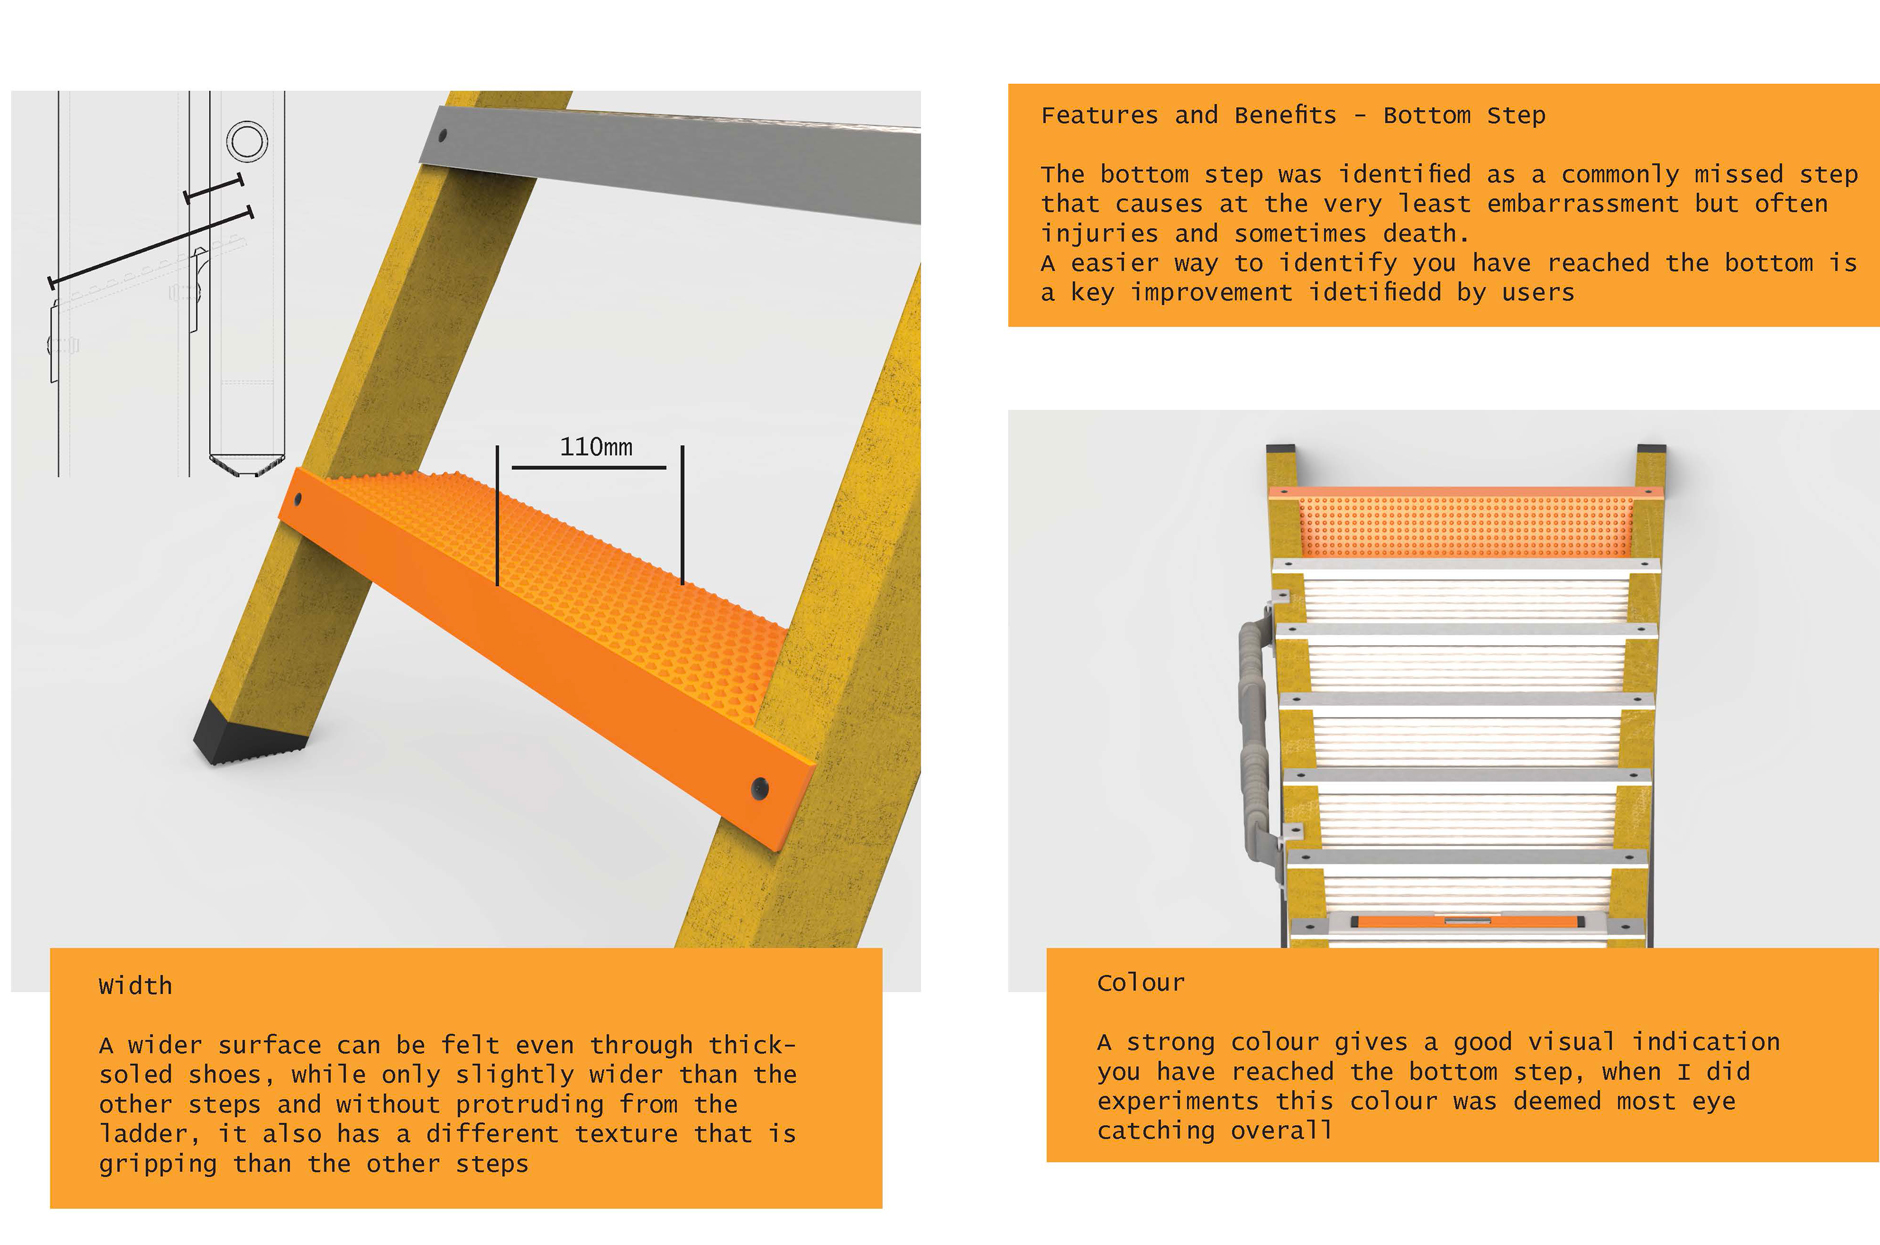 Features and Benefits - Bottom Step
The bottom step was identified as a commonly missed step
that causes at the very least embarrassment but often
injuries and sometimes death.
A easier way to identify you have reached the bottom is
a key improvement idetifiedd by users
110mm
Width
A wider surface can be felt even through thick-
soled shoes, while only slightly wider than the
other steps and without protruding from the
ladder, it also has a different texture that is
gripping than the other steps
Colour
A strong colour gives a good visual indication
you have reached the bottom step, when I did
experiments this colour was deemed most eye
catching overall